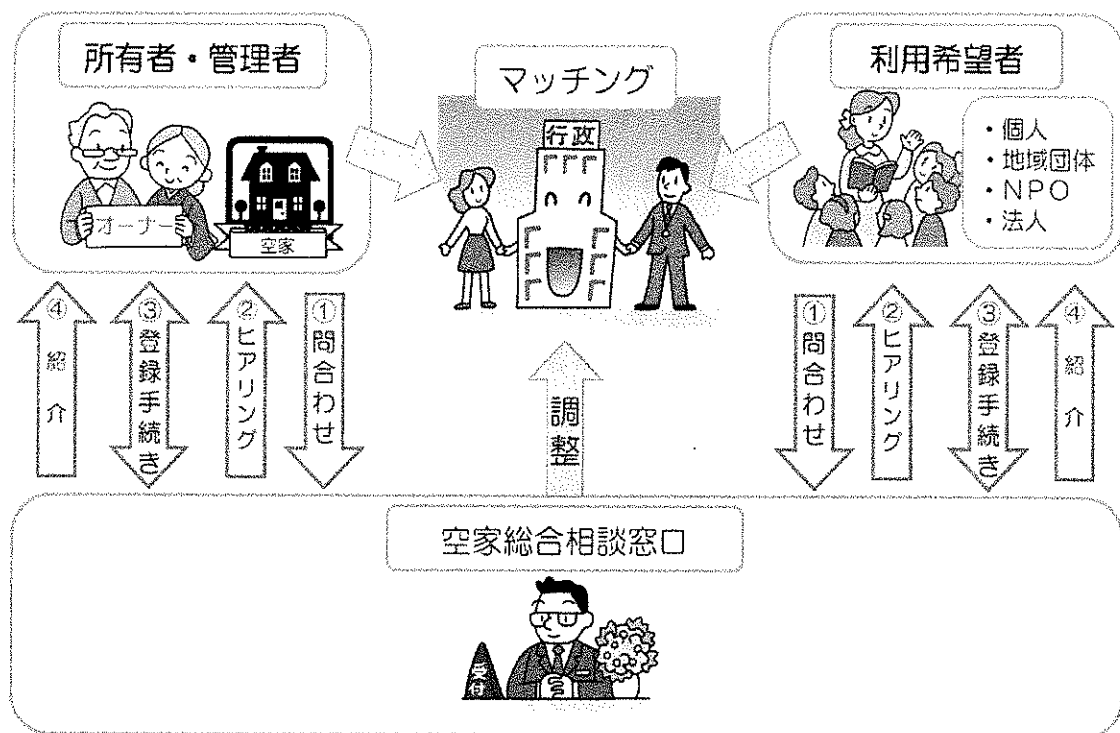 所有者・管理者
オーナー
空家
マッチング
行政
利用希望者
・個人
・地域団体
・NPO
・法人
④紹介
③登録手続き
②ヒアリング
①問合わせ
調整
①問合わせ
②ヒアリング
③登録手続き
④紹介
空家総合相談窓口
受付